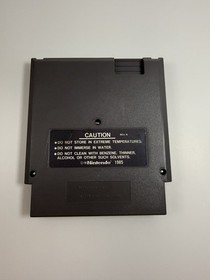 CAUTION
•DO NOT STORE IN EXTREME TEMPERATURES.
•DO NOT IMMERSE IN WATER.
•DO NOT CLEAN WITH BENZENE, THINNER,
ALCOHOL OR OTHER SUCH SOLVENTS.
©Nintendo 1985